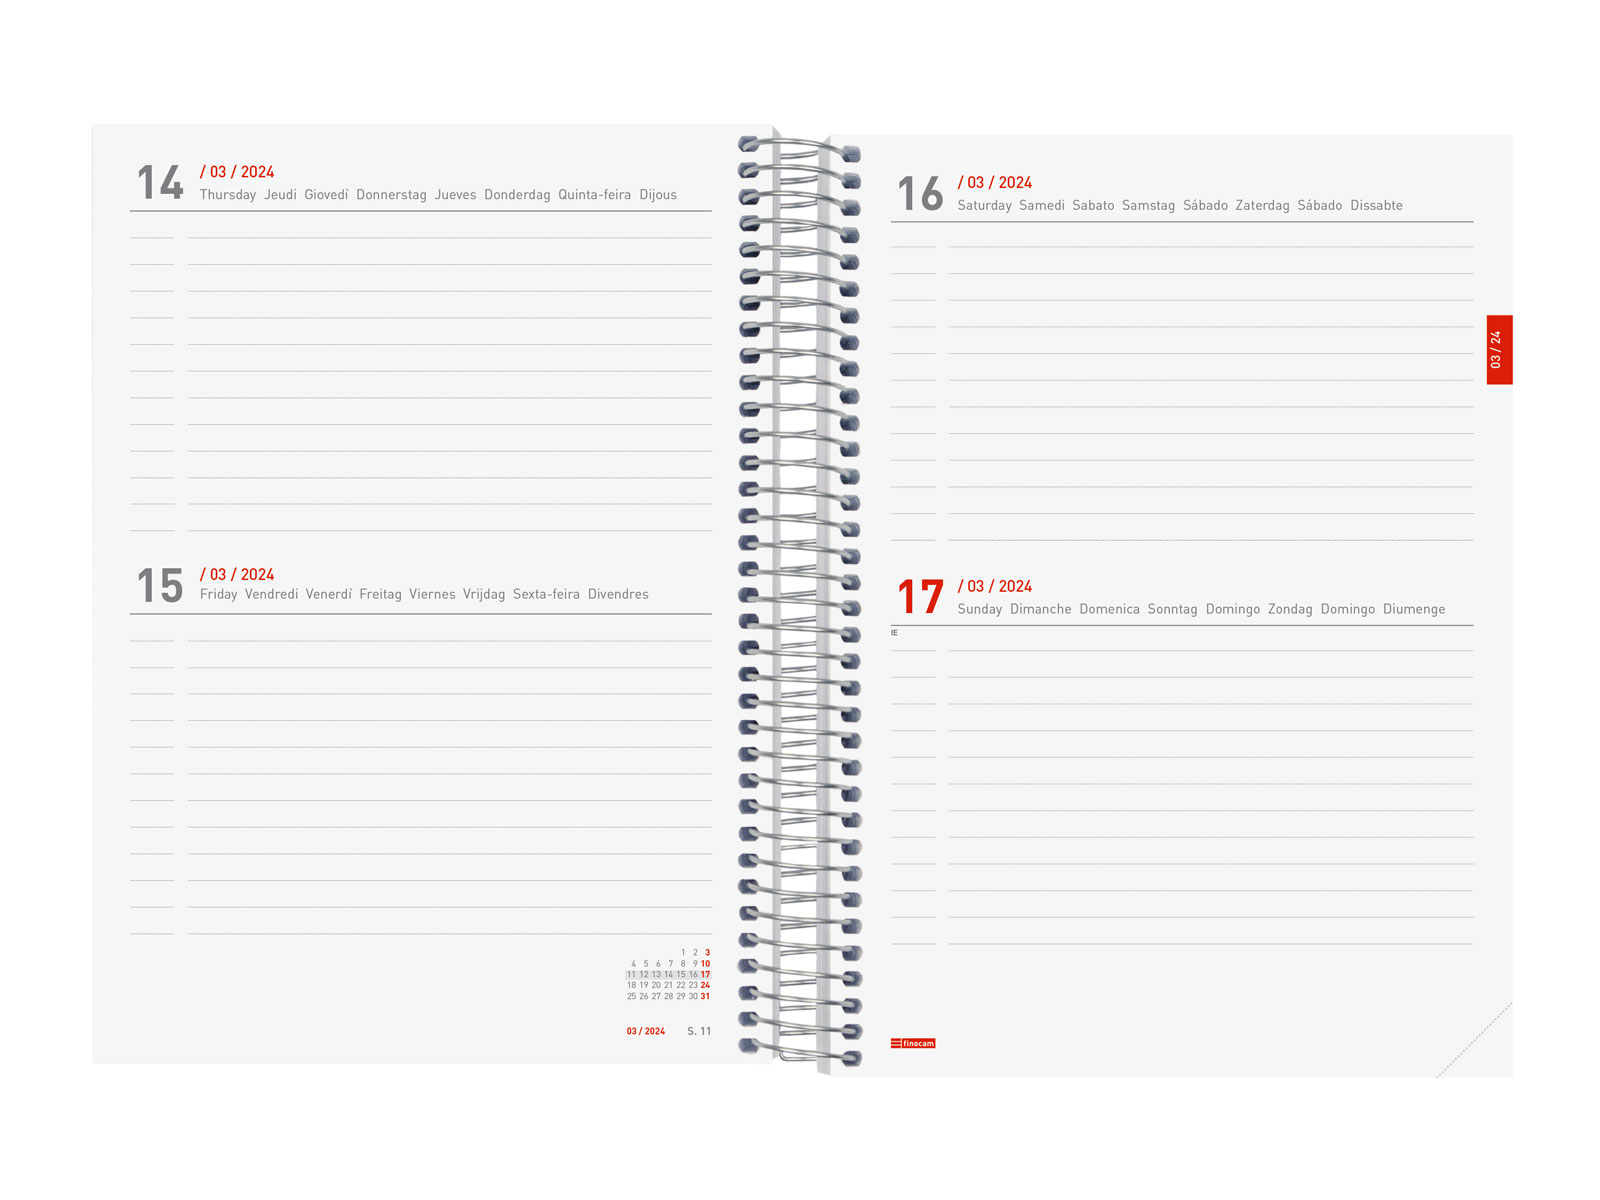 14 / 03 / 2024
Thursday Jeudi Giovedì Donnerstag Jueves Donderdag Quinta-feira Dijous
15 / 03 / 2024
Friday Vendredi Venerdì Freitag Viernes Vrijdag Sexta-feira Divendres
1 2 3
4 5 6 7 8 9 10
11 12 13 14 15 16 17
18 19 20 21 22 23 24
25 26 27 28 29 30 31
03 / 2024 S. 11
16 / 03 / 2024
Saturday Samedi Sabato Samstag Sábado Zaterdag Sábado Dissabte
03 / 24
17 / 03 / 2024
Sunday Dimanche Domenica Sonntag Domingo Zondag Domingo Diumenge
IE
finocam